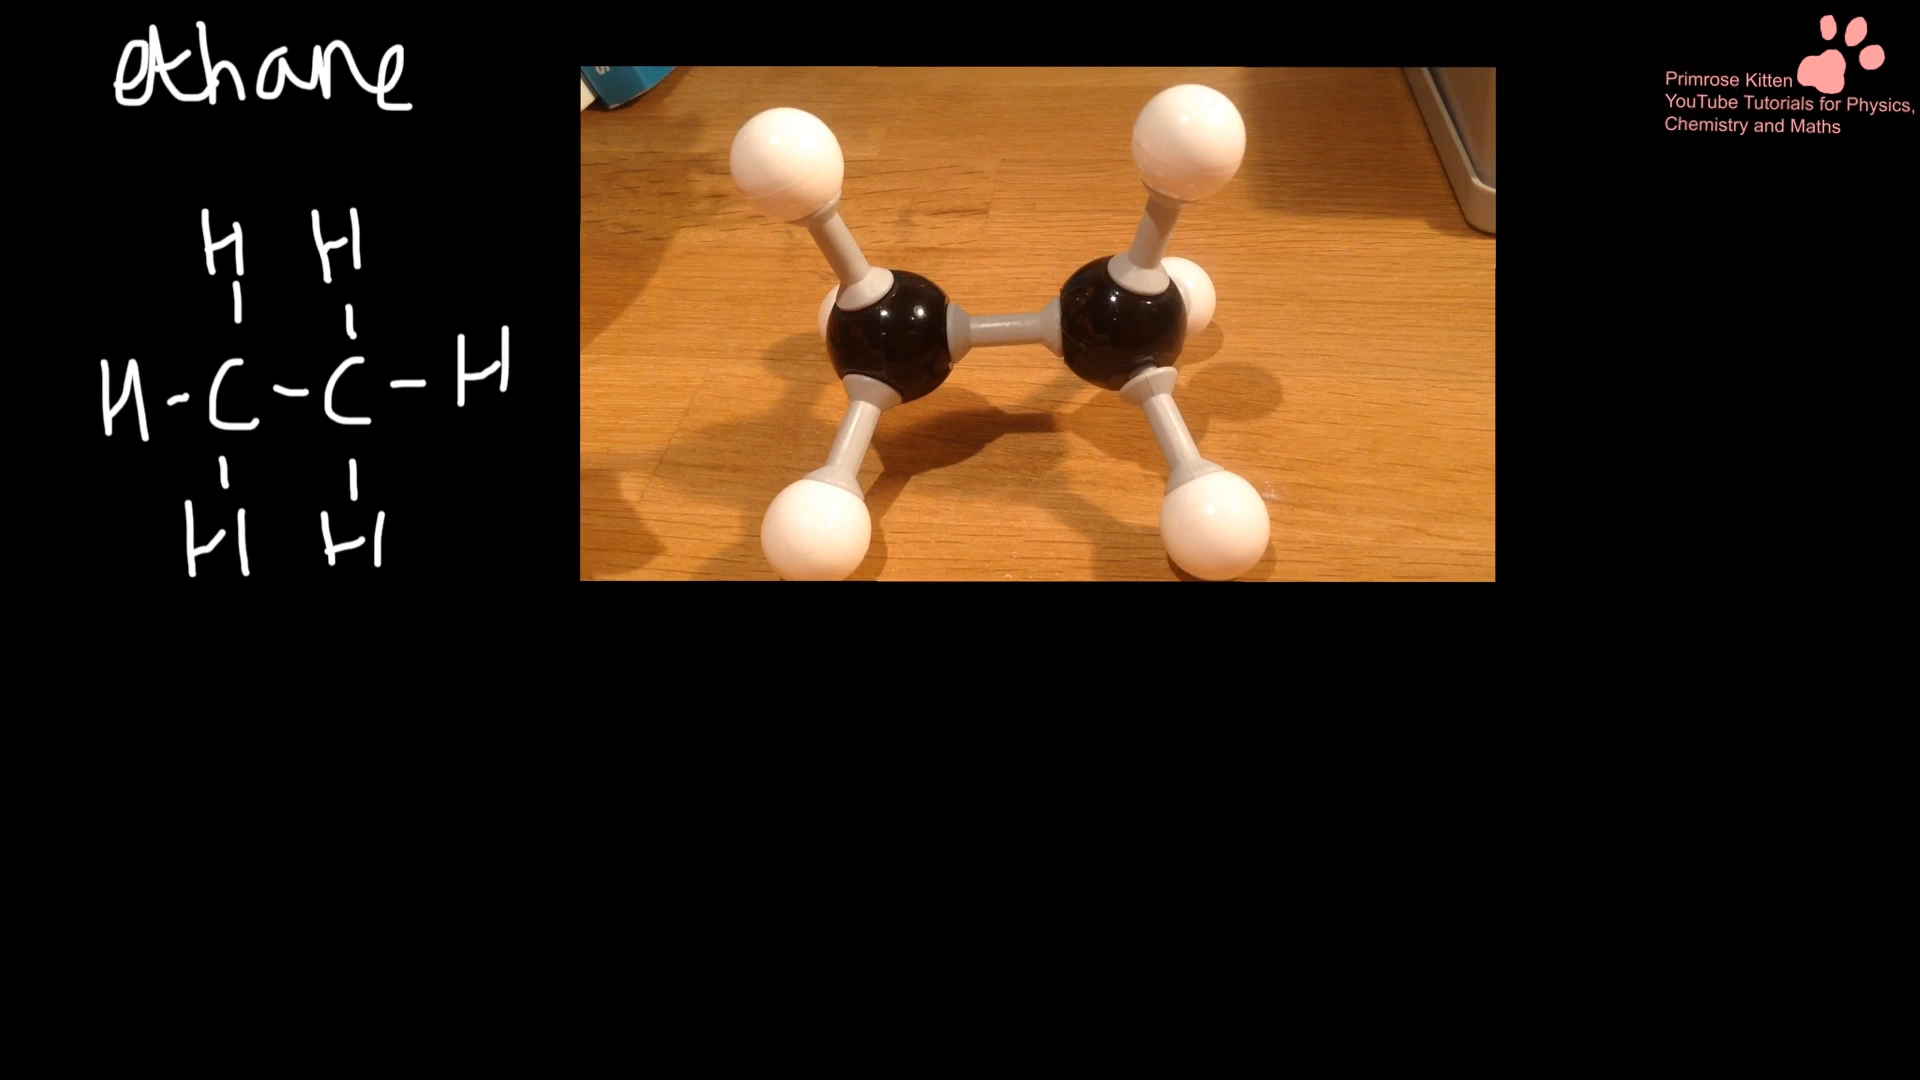 ethane
H H
H-C-C-H
H H
Primrose Kitten
YouTube Tutorials for Physics,
Chemistry and Maths